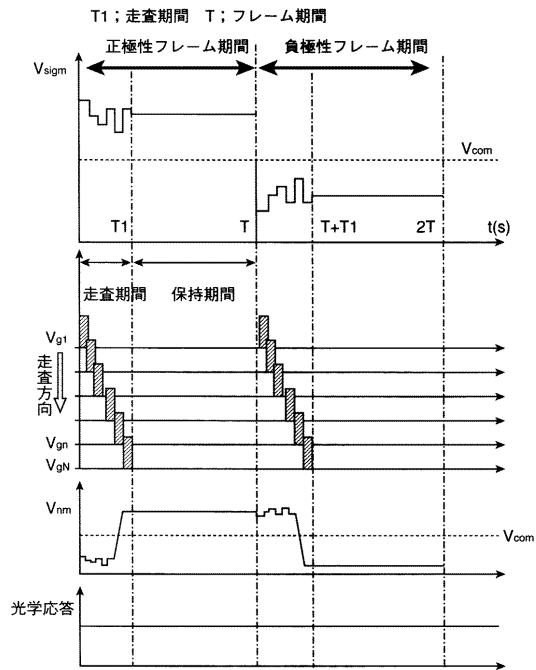 T1；走査期間　T；フレーム期間
正極性フレーム期間　負極性フレーム期間
Vsigm
Vcom
T1　T　T+T1　2T　t(s)
走査期間　保持期間
Vg1
走査方向
Vgn
VgN
Vnm
Vcom
光学応答